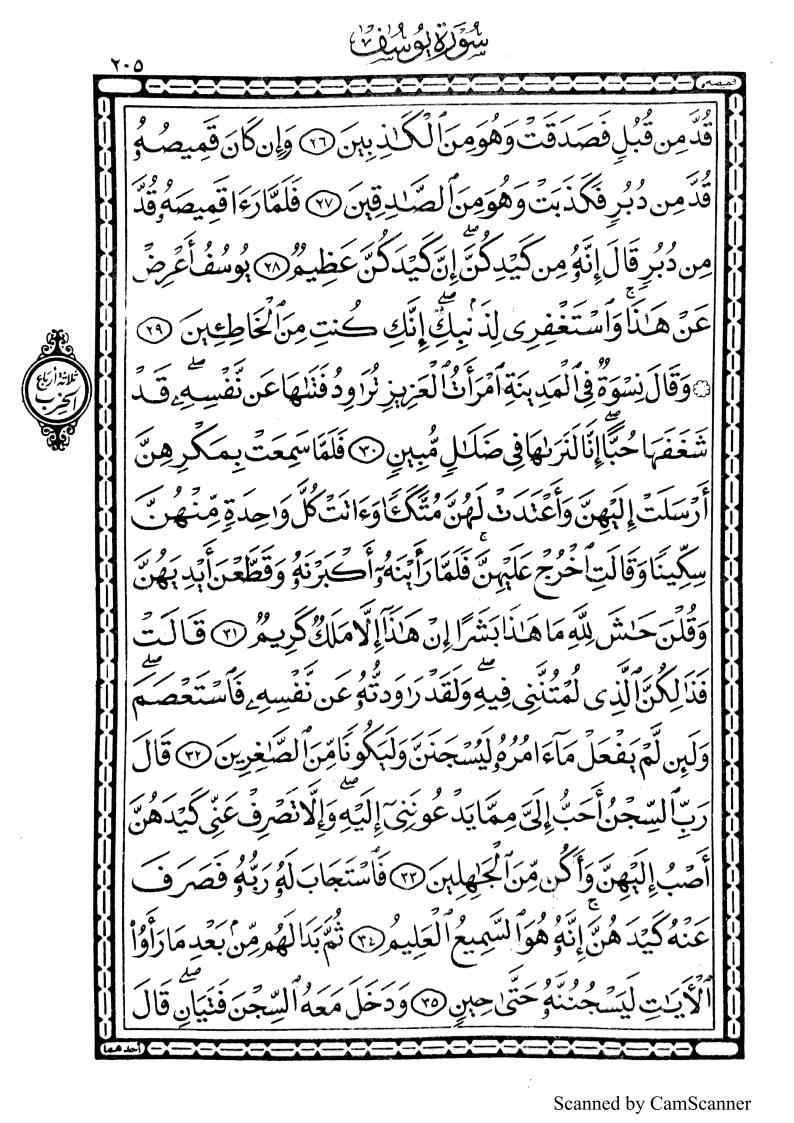 سُورَةُ يُوسُفَ
٢٠٥
قميصه
قُدَّ مِن قُبُلٍ فَصَدَقَتْ وَهُوَ مِنَ ٱلْكَٰذِبِينَ ٢٦ وَإِن كَانَ قَمِيصُهُۥ
قُدَّ مِن دُبُرٍ فَكَذَبَتْ وَهُوَ مِنَ ٱلصَّٰدِقِينَ ٢٧ فَلَمَّا رَءَا قَمِيصَهُۥ قُدَّ
مِن دُبُرٍ قَالَ إِنَّهُۥ مِن كَيْدِكُنَّ ۖ إِنَّ كَيْدَكُنَّ عَظِيمٌ ٢٨ يُوسُفُ أَعْرِضْ
عَنْ هَٰذَا ۚ وَٱسْتَغْفِرِى لِذَنۢبِكِ ۖ إِنَّكِ كُنتِ مِنَ ٱلْخَاطِـِٔينَ ٢٩
۞ وَقَالَ نِسْوَةٌ فِى ٱلْمَدِينَةِ ٱمْرَأَتُ ٱلْعَزِيزِ تُرَٰوِدُ فَتَىٰهَا عَن نَّفْسِهِۦ ۖ قَدْ
شَغَفَهَا حُبًّا ۖ إِنَّا لَنَرَىٰهَا فِى ضَلَٰلٍ مُّبِينٍ ٣٠ فَلَمَّا سَمِعَتْ بِمَكْرِهِنَّ
أَرْسَلَتْ إِلَيْهِنَّ وَأَعْتَدَتْ لَهُنَّ مُتَّكَـًٔا وَءَاتَتْ كُلَّ وَٰحِدَةٍ مِّنْهُنَّ
سِكِّينًا وَقَالَتِ ٱخْرُجْ عَلَيْهِنَّ ۖ فَلَمَّا رَأَيْنَهُۥٓ أَكْبَرْنَهُۥ وَقَطَّعْنَ أَيْدِيَهُنَّ
وَقُلْنَ حَٰشَ لِلَّهِ مَا هَٰذَا بَشَرًا إِنْ هَٰذَآ إِلَّا مَلَكٌ كَرِيمٌ ٣١ قَالَتْ
فَذَٰلِكُنَّ ٱلَّذِى لُمْتُنَّنِى فِيهِ ۖ وَلَقَدْ رَٰوَدتُّهُۥ عَن نَّفْسِهِۦ فَٱسْتَعْصَمَ ۖ
وَلَئِن لَّمْ يَفْعَلْ مَآ ءَامُرُهُۥ لَيُسْجَنَنَّ وَلَيَكُونًا مِّنَ ٱلصَّٰغِرِينَ ٣٢ قَالَ
رَبِّ ٱلسِّجْنُ أَحَبُّ إِلَىَّ مِمَّا يَدْعُونَنِىٓ إِلَيْهِ ۖ وَإِلَّا تَصْرِفْ عَنِّى كَيْدَهُنَّ
أَصْبُ إِلَيْهِنَّ وَأَكُن مِّنَ ٱلْجَٰهِلِينَ ٣٣ فَٱسْتَجَابَ لَهُۥ رَبُّهُۥ فَصَرَفَ
عَنْهُ كَيْدَهُنَّ ۚ إِنَّهُۥ هُوَ ٱلسَّمِيعُ ٱلْعَلِيمُ ٣٤ ثُمَّ بَدَا لَهُم مِّنۢ بَعْدِ مَا رَأَوُا۟
ٱلْـَٔايَٰتِ لَيَسْجُنُنَّهُۥ حَتَّىٰ حِينٍ ٣٥ وَدَخَلَ مَعَهُ ٱلسِّجْنَ فَتَيَانِ ۖ قَالَ
أحدهما
ثلاثة أرباع
الحزب
Scanned by CamScanner